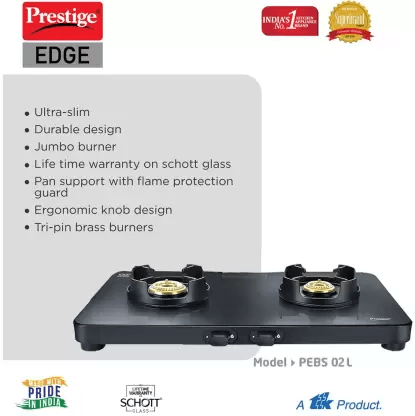 Prestige
EDGE
INDIA'S No. 1 KITCHEN APPLIANCE BRAND
Superbrand
Ultra-slim
Durable design
Jumbo burner
Life time warranty on schott glass
Pan support with flame protection
guard
Ergonomic knob design
Tri-pin brass burners
Prestige
Model PEBS 02 L
MADE WITH
PRIDE
IN INDIA
LIFETIME
WARRANTY
SCHOTT
GLASS
A ttk Product.